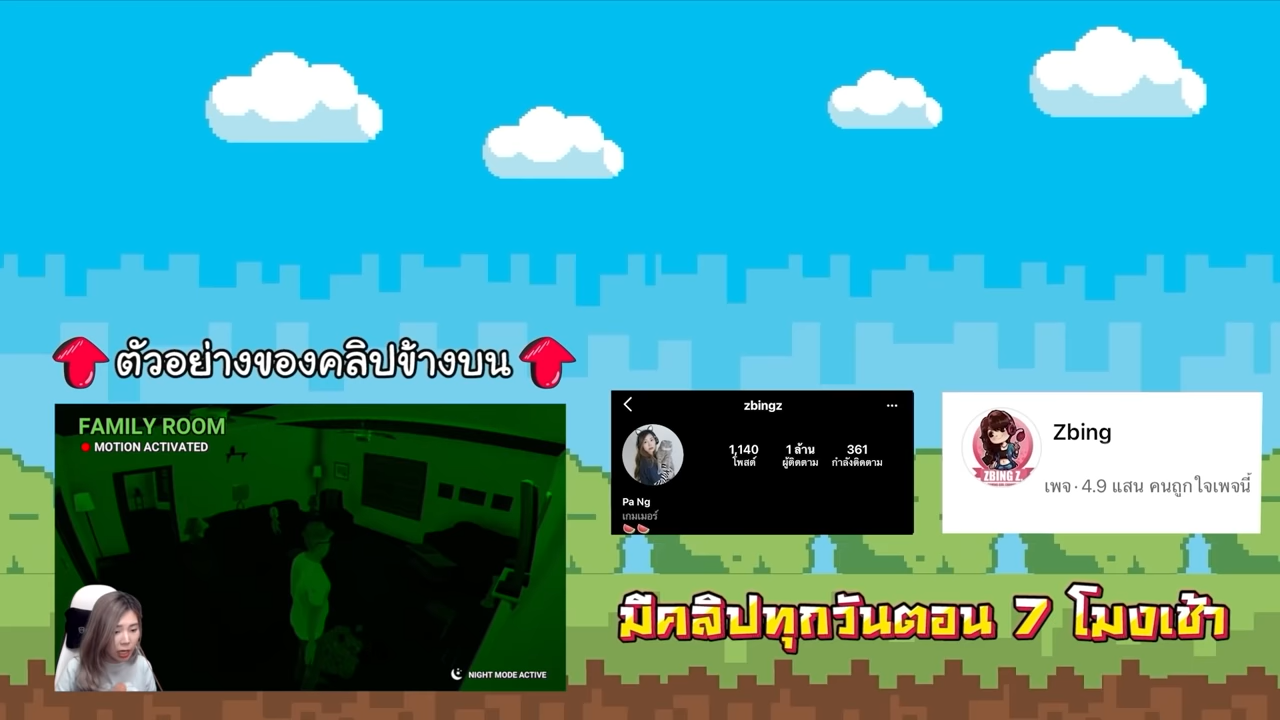 ตัวอย่างของคลิปข้างบน
FAMILY ROOM
MOTION ACTIVATED
NIGHT MODE ACTIVE
zbingz
1,140
โพสต์
1 ล้าน
ผู้ติดตาม
361
กำลังติดตาม
Pa Ng
เกมเมอร์
Zbing
เพจ · 4.9 แสน คนถูกใจเพจนี้
ZBING Z
มีคลิปทุกวันตอน 7 โมงเช้า